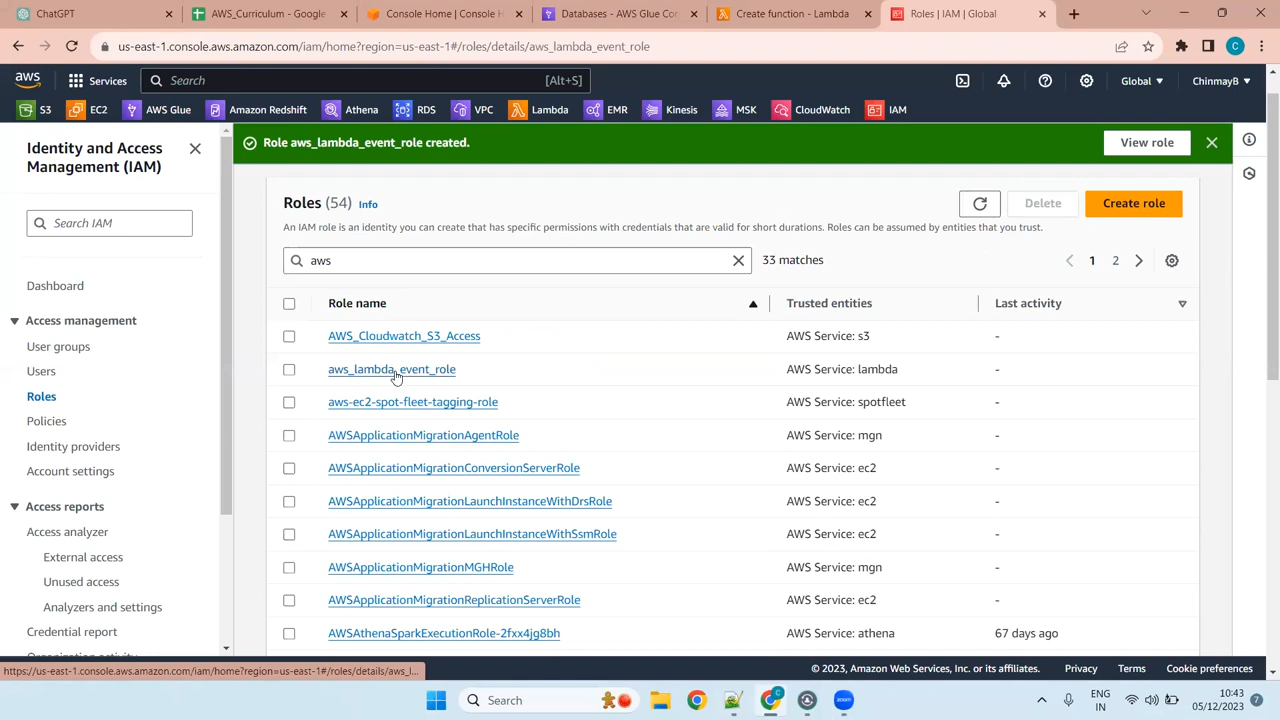 ChatGPT
AWS_Curriculum - Google
Console Home | Console H
Databases - AWS Glue Co
Create function - Lambda
Roles | IAM | Global
us-east-1.console.aws.amazon.com/iam/home?region=us-east-1#/roles/details/aws_lambda_event_role
C
aws
Services
Search
[Alt+S]
Global
ChinmayB
S3
EC2
AWS Glue
Amazon Redshift
Athena
RDS
VPC
Lambda
EMR
Kinesis
MSK
CloudWatch
IAM
Identity and Access
Management (IAM)
Search IAM
Dashboard
Access management
User groups
Users
Roles
Policies
Identity providers
Account settings
Access reports
Access analyzer
External access
Unused access
Analyzers and settings
Credential report
Role aws_lambda_event_role created.
View role
Roles (54) Info
Delete
Create role
An IAM role is an identity you can create that has specific permissions with credentials that are valid for short durations. Roles can be assumed by entities that you trust.
aws
33 matches
1 2
Role name Trusted entities Last activity
AWS_Cloudwatch_S3_Access AWS Service: s3 -
aws_lambda_event_role AWS Service: lambda -
aws-ec2-spot-fleet-tagging-role AWS Service: spotfleet -
AWSApplicationMigrationAgentRole AWS Service: mgn -
AWSApplicationMigrationConversionServerRole AWS Service: ec2 -
AWSApplicationMigrationLaunchInstanceWithDrsRole AWS Service: ec2 -
AWSApplicationMigrationLaunchInstanceWithSsmRole AWS Service: ec2 -
AWSApplicationMigrationMGHRole AWS Service: mgn -
AWSApplicationMigrationReplicationServerRole AWS Service: ec2 -
AWSAthenaSparkExecutionRole-2fxx4jg8bh AWS Service: athena 67 days ago
https://us-east-1.console.aws.amazon.com/iam/home?region=us-east-1#/roles/details/aws_l...
© 2023, Amazon Web Services, Inc. or its affiliates.
Privacy
Terms
Cookie preferences
Search
ENG
IN
10:43
05/12/2023
7